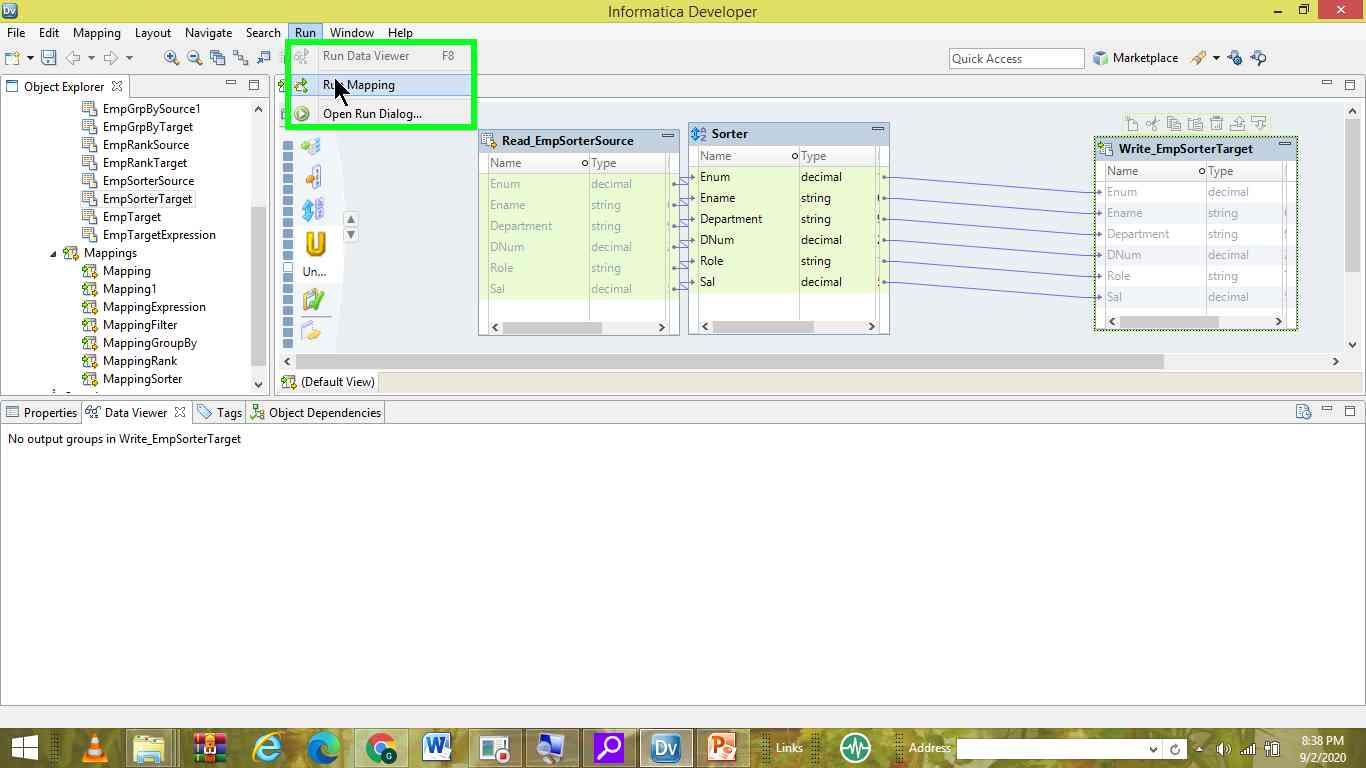 Informatica Developer
File Edit Mapping Layout Navigate Search Run Window Help
Quick Access
Marketplace
Run Data Viewer F8
Run Mapping
Open Run Dialog...
Object Explorer
EmpGrpBySource1
EmpGrpByTarget
EmpRankSource
EmpRankTarget
EmpSorterSource
EmpSorterTarget
EmpTarget
EmpTargetExpression
Mappings
Mapping
Mapping1
MappingExpression
MappingFilter
MappingGroupBy
MappingRank
MappingSorter
Un...
Read_EmpSorterSource
Name Type
Enum decimal
Ename string
Department string
DNum decimal
Role string
Sal decimal
Sorter
Name Type
Enum decimal
Ename string
Department string
DNum decimal
Role string
Sal decimal
Write_EmpSorterTarget
Name Type
Enum decimal
Ename string
Department string
DNum decimal
Role string
Sal decimal
(Default View)
Properties Data Viewer Tags Object Dependencies
No output groups in Write_EmpSorterTarget
Links Address
8:38 PM
9/2/2020